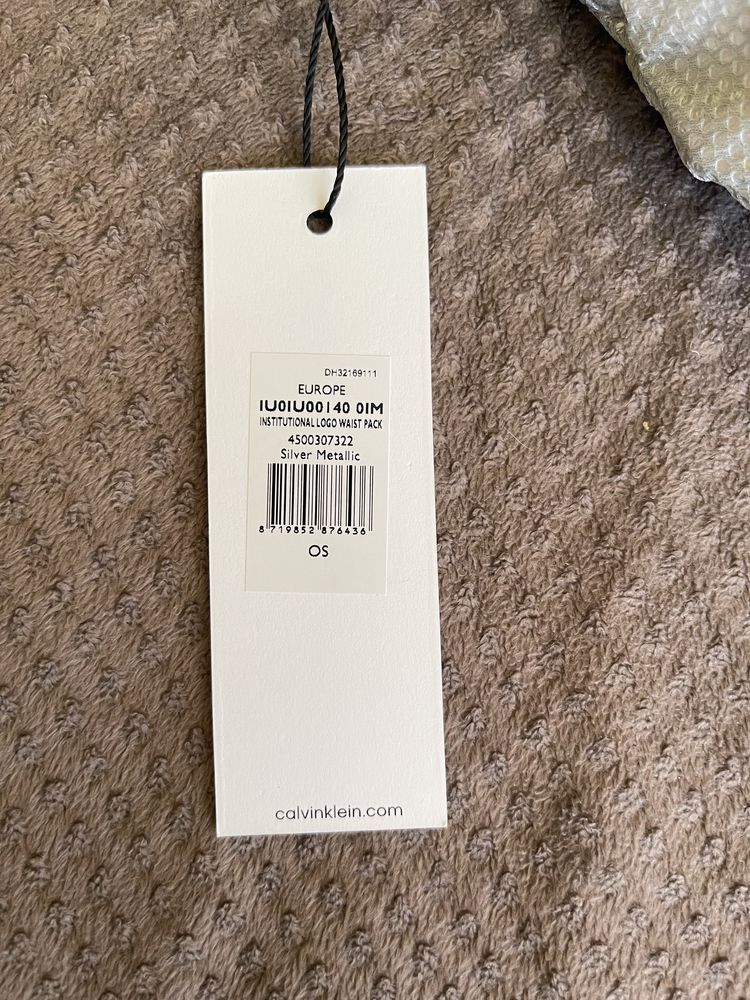 DH32169111
EUROPE
IU0IU00140 0IM
INSTITUTIONAL LOGO WAIST PACK
4500307322
Silver Metallic
8 719852 876436
OS
calvinklein.com